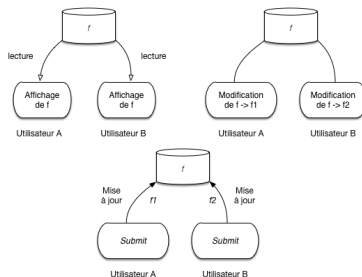 f
lecture
lecture
Affichage
de f
Affichage
de f
Utilisateur A
Utilisateur B
f
Modification
de f -> f1
Modification
de f -> f2
Utilisateur A
Utilisateur B
f
Mise
à jour
f1
f2
Mise
à jour
Submit
Submit
Utilisateur A
Utilisateur B